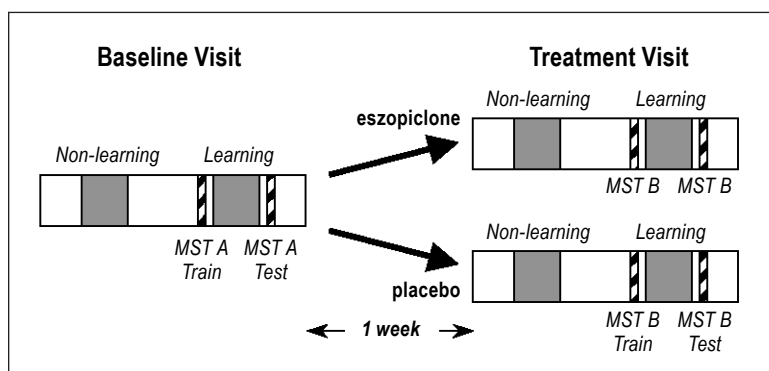 Baseline Visit
Treatment Visit
Non-learning Learning
MST A MST A
Train Test
eszopiclone
Non-learning Learning
MST B MST B
placebo
Non-learning Learning
MST B MST B
Train Test
1 week